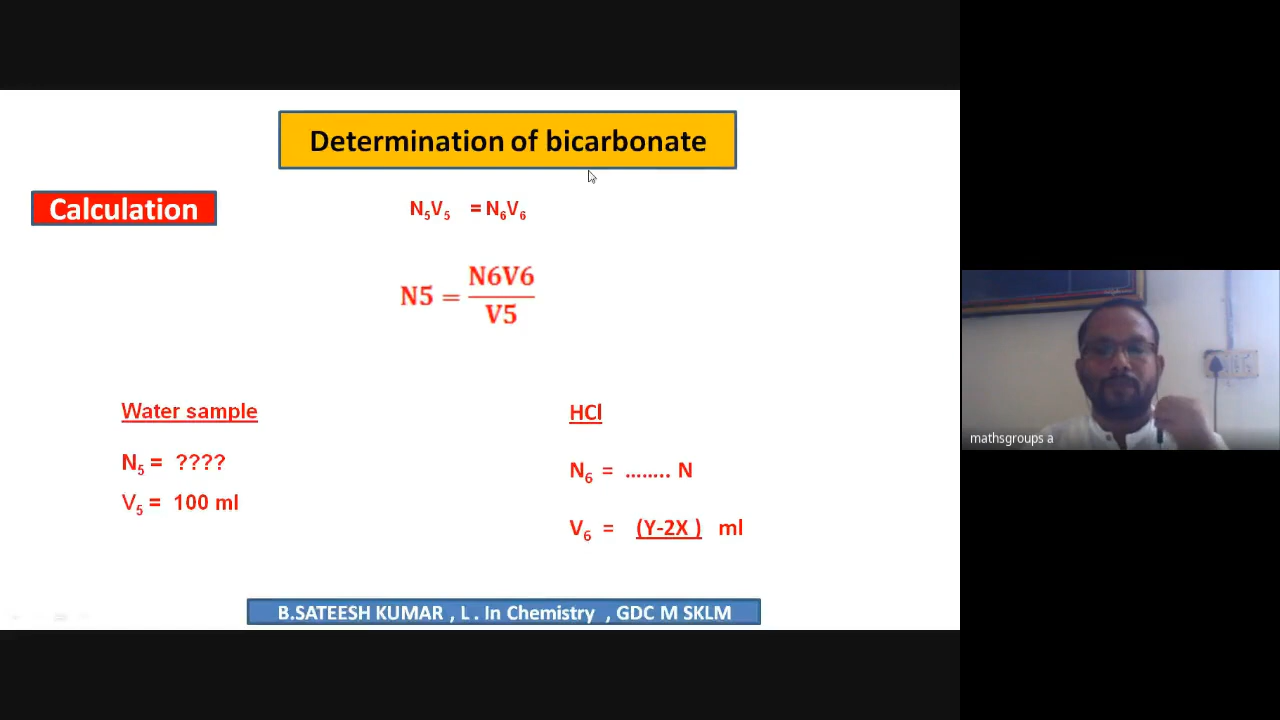 Determination of bicarbonate
Calculation
N₅V₅ = N₆V₆
N5 = N6V6
V5
Water sample
N₅ = ????
V₅ = 100 ml
HCl
N₆ = ........ N
V₆ = (Y-2X ) ml
mathsgroups a
B.SATEESH KUMAR , L . In Chemistry , GDC M SKLM